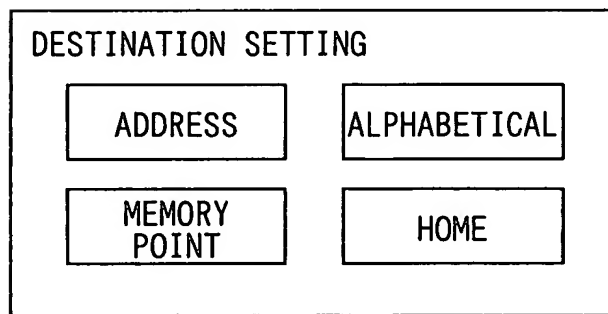 DESTINATION SETTING
ADDRESS
ALPHABETICAL
MEMORY
POINT
HOME